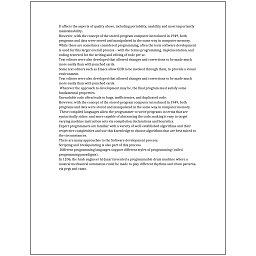 It affects the aspects of quality above, including portability, usability and most importantly
maintainability.
However, with the concept of the stored-program computer introduced in 1949, both
programs and data were stored and manipulated in the same way in computer memory.
While these are sometimes considered programming, often the term software development
is used for this larger overall process – with the terms programming, implementation, and
coding reserved for the writing and editing of code per se.
Text editors were also developed that allowed changes and corrections to be made much
more easily than with punched cards.
Some text editors such as Emacs allow GDB to be invoked through them, to provide a visual
environment.
Text editors were also developed that allowed changes and corrections to be made much
more easily than with punched cards.
Whatever the approach to development may be, the final program must satisfy some
fundamental properties.
Unreadable code often leads to bugs, inefficiencies, and duplicated code.
However, with the concept of the stored-program computer introduced in 1949, both
programs and data were stored and manipulated in the same way in computer memory.
These compiled languages allow the programmer to write programs in terms that are
syntactically richer, and more capable of abstracting the code, making it easy to target
varying machine instruction sets via compilation declarations and heuristics.
Expert programmers are familiar with a variety of well-established algorithms and their
respective complexities and use this knowledge to choose algorithms that are best suited to
the circumstances.
There are many approaches to the Software development process.
Scripting and breakpointing is also part of this process.
Different programming languages support different styles of programming (called
programming paradigms).
In 1206, the Arab engineer Al-Jazari invented a programmable drum machine where a
musical mechanical automaton could be made to play different rhythms and drum patterns,
via pegs and cams.